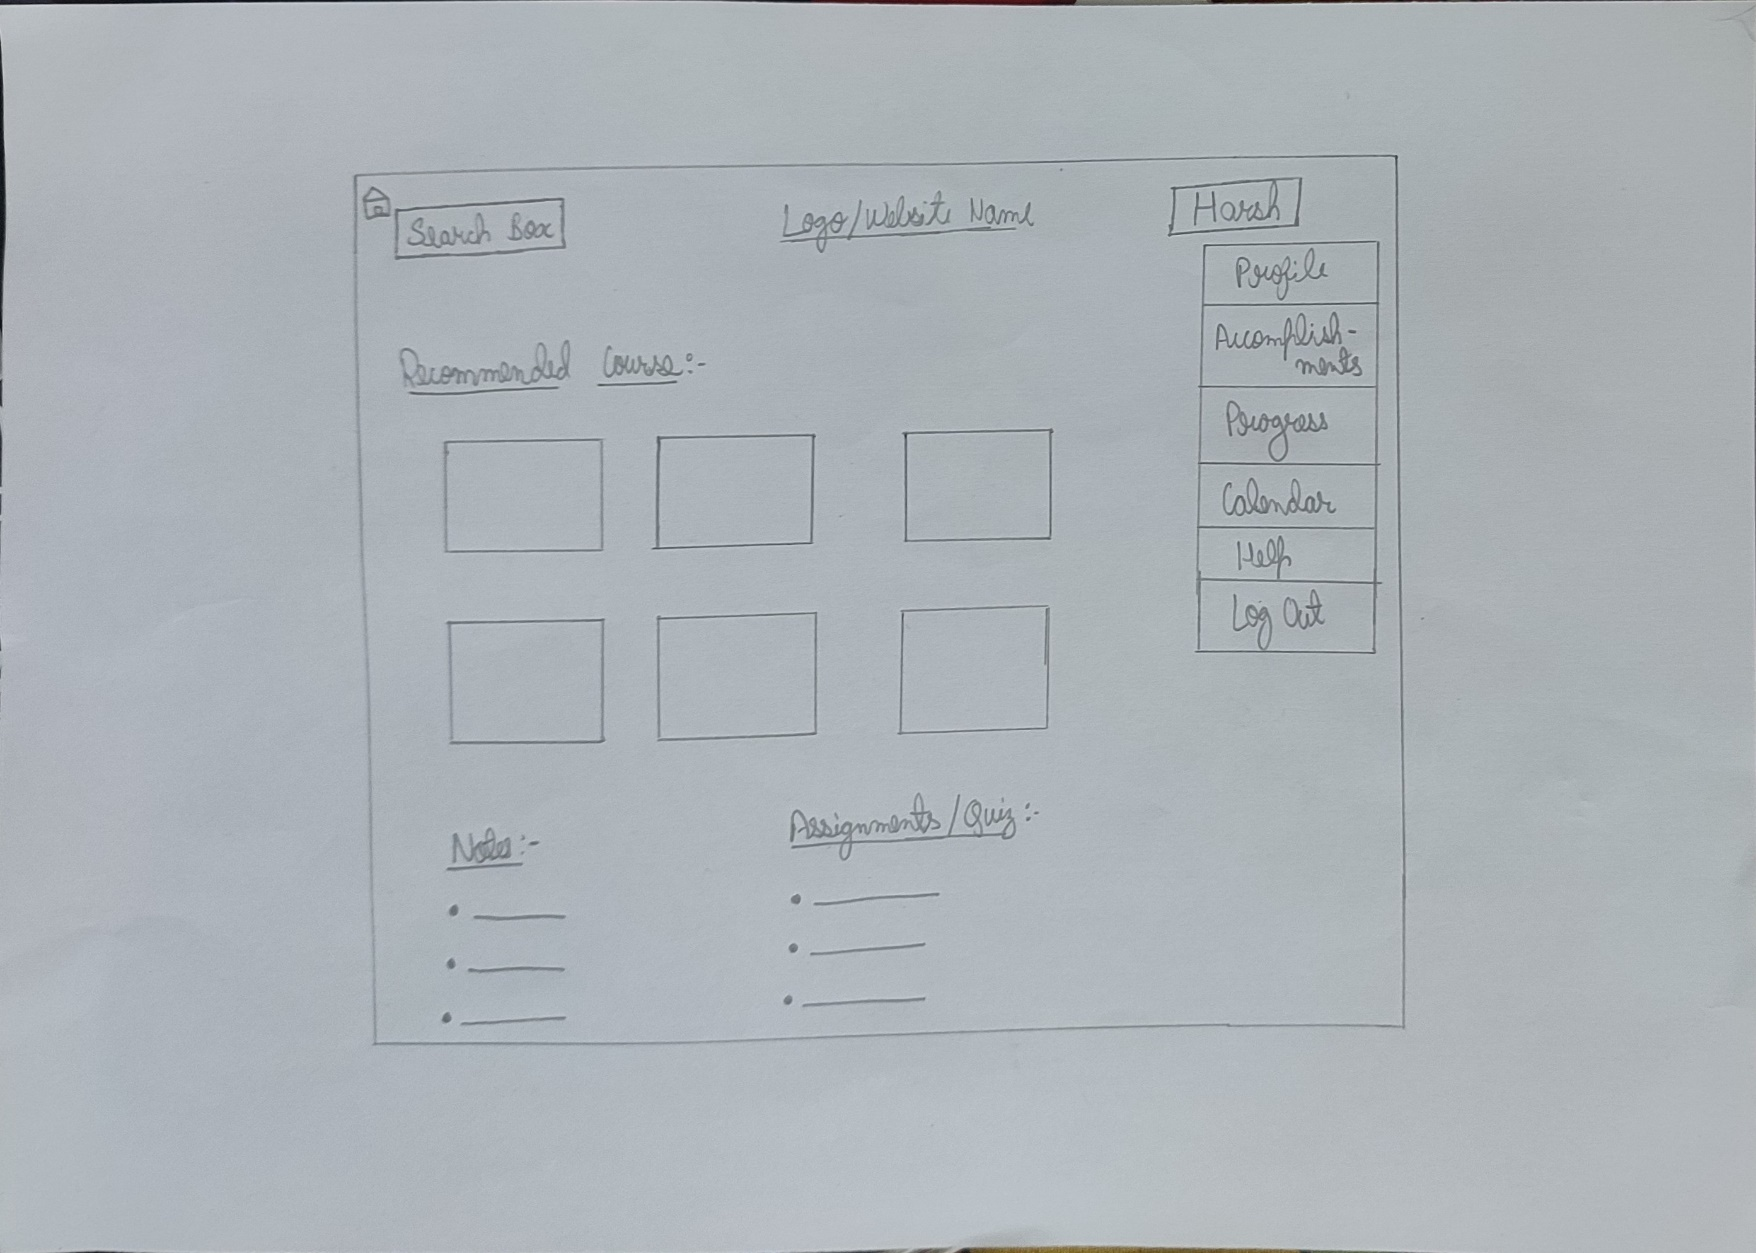 Search Box
Logo/Website Name
Harsh
Profile
Accomplish-
ments
Progress
Calendar
Help
Log Out
Recommended Course:-
Notes:-
Assignments/Quiz:-